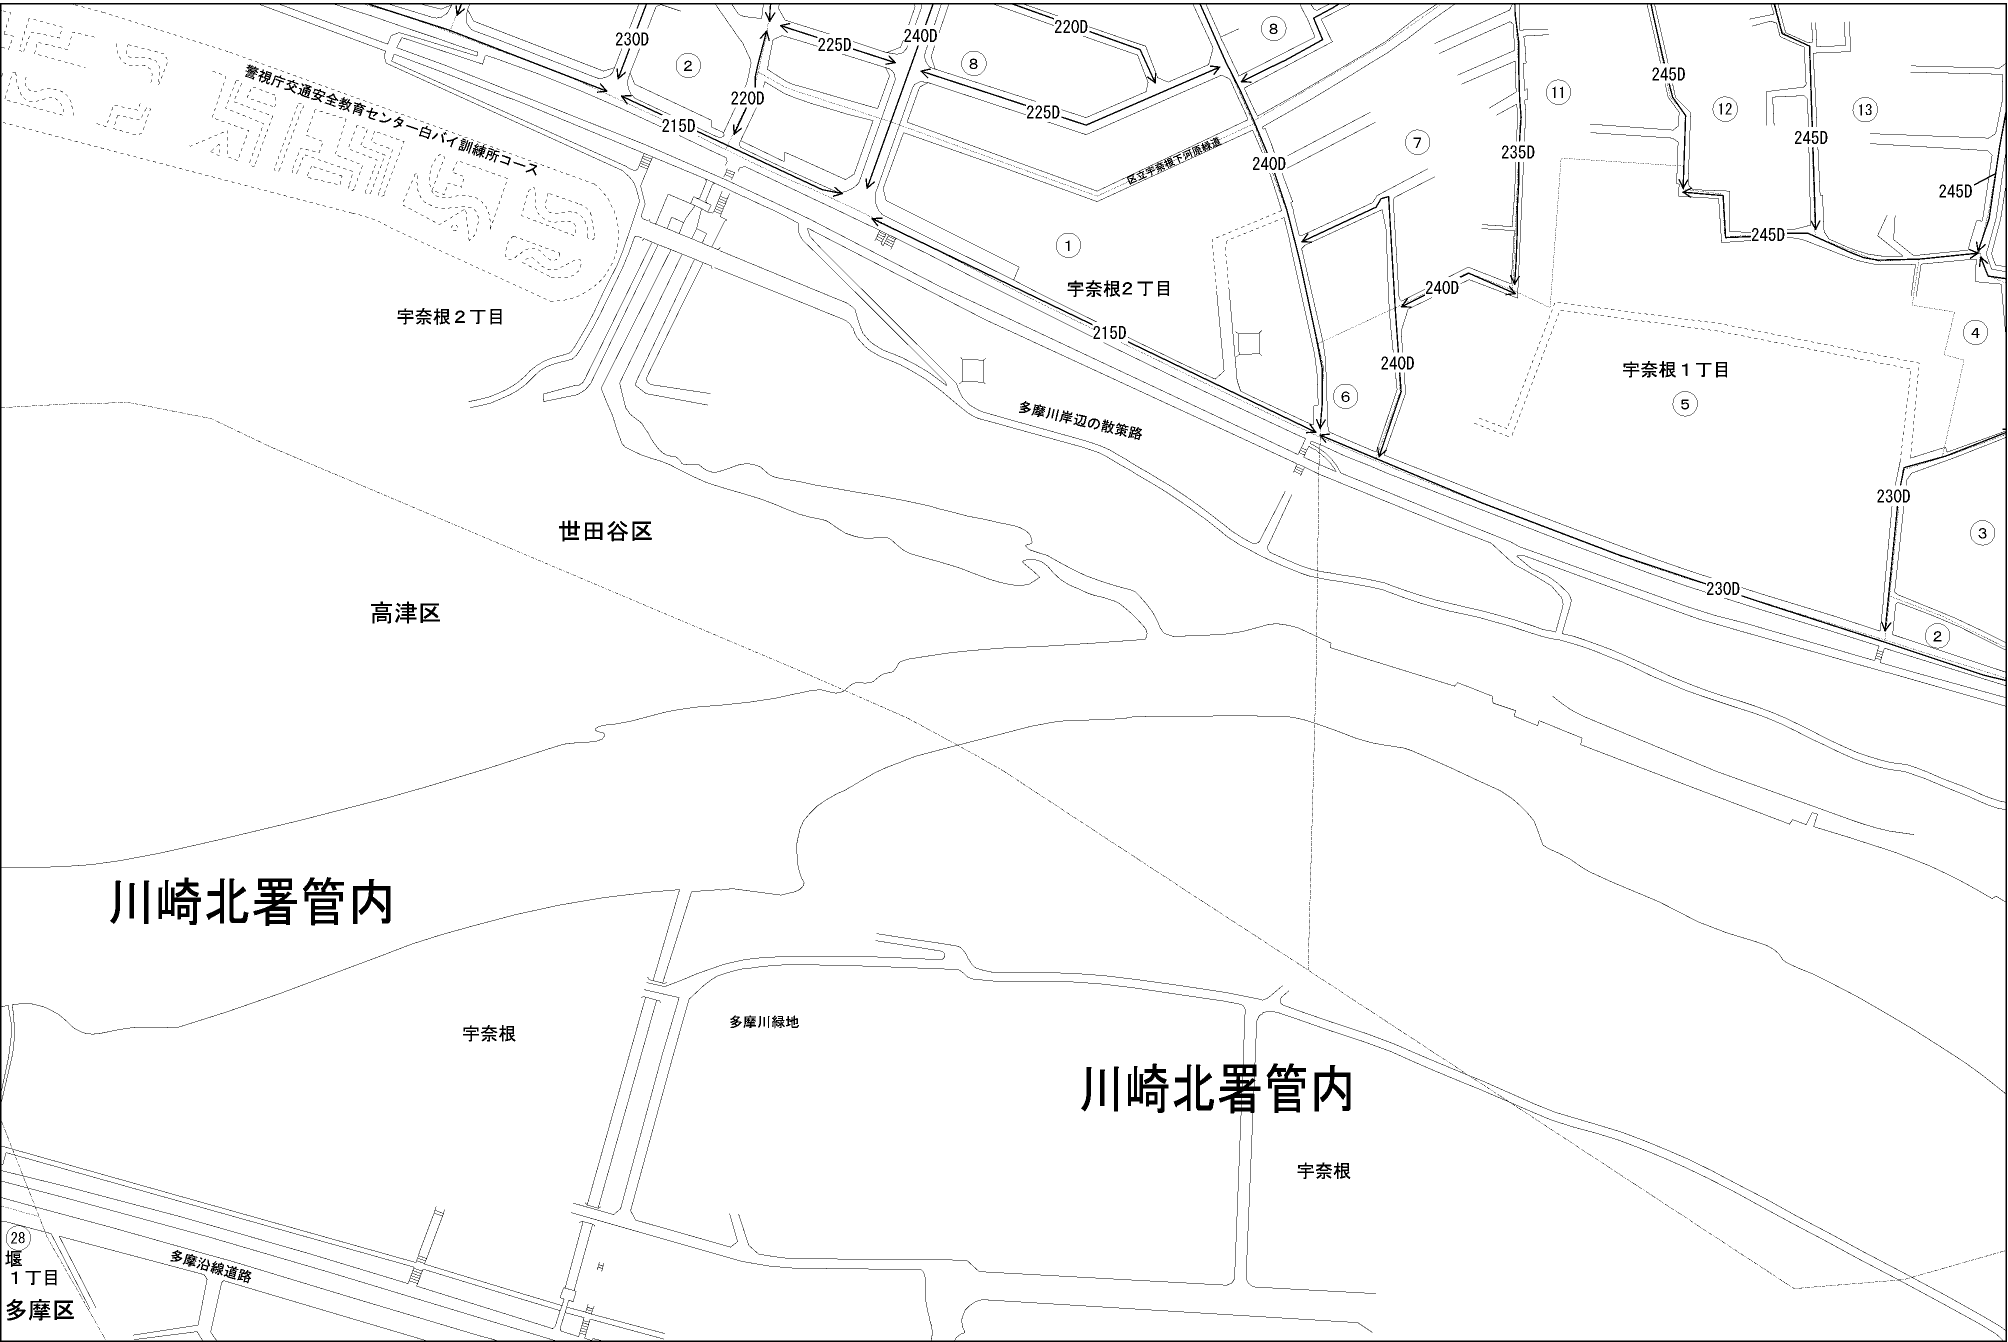 230D
②
225D
240D
⑧
220D
⑧
245D
⑪
⑫
⑬
220D
215D
225D
警視庁交通安全教育センター白バイ訓練所コース
区立宇奈根下河原緑道
240D
⑦
235D
245D
245D
245D
①
宇奈根2丁目
宇奈根2丁目
215D
240D
240D
④
宇奈根1丁目
⑤
⑥
多摩川岸辺の散策路
230D
③
世田谷区
高津区
230D
②
川崎北署管内
宇奈根
多摩川緑地
川崎北署管内
宇奈根
㉘
堰
1丁目
多摩区
多摩沿線道路